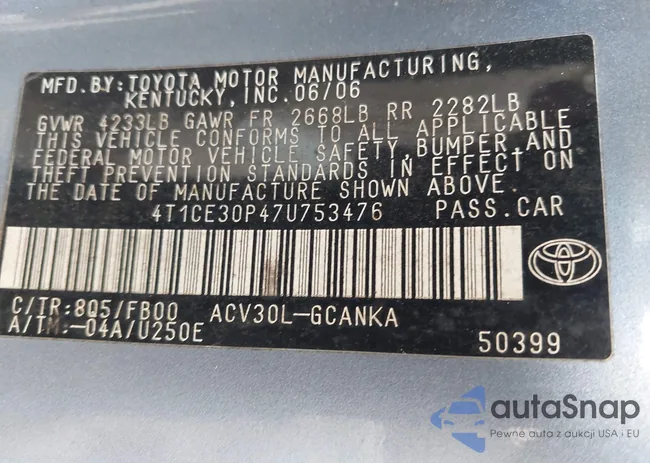 MFD.BY:TOYOTA MOTOR MANUFACTURING,
KENTUCKY,INC.06/06
GVWR 4233LB GAWR FR 2668LB RR 2282LB
THIS VEHICLE CONFORMS TO ALL APPLICABLE
FEDERAL MOTOR VEHICLE SAFETY,BUMPER,AND
THEFT PREVENTION STANDARDS IN EFFECT ON
THE DATE OF MANUFACTURE SHOWN ABOVE.
4T1CE30P47U753476 PASS.CAR
C/TR:8Q5/FB00 ACV30L-GCANKA
A/TM:-04A/U250E
50399
autaSnap
Pewne auta z aukcji USA i EU